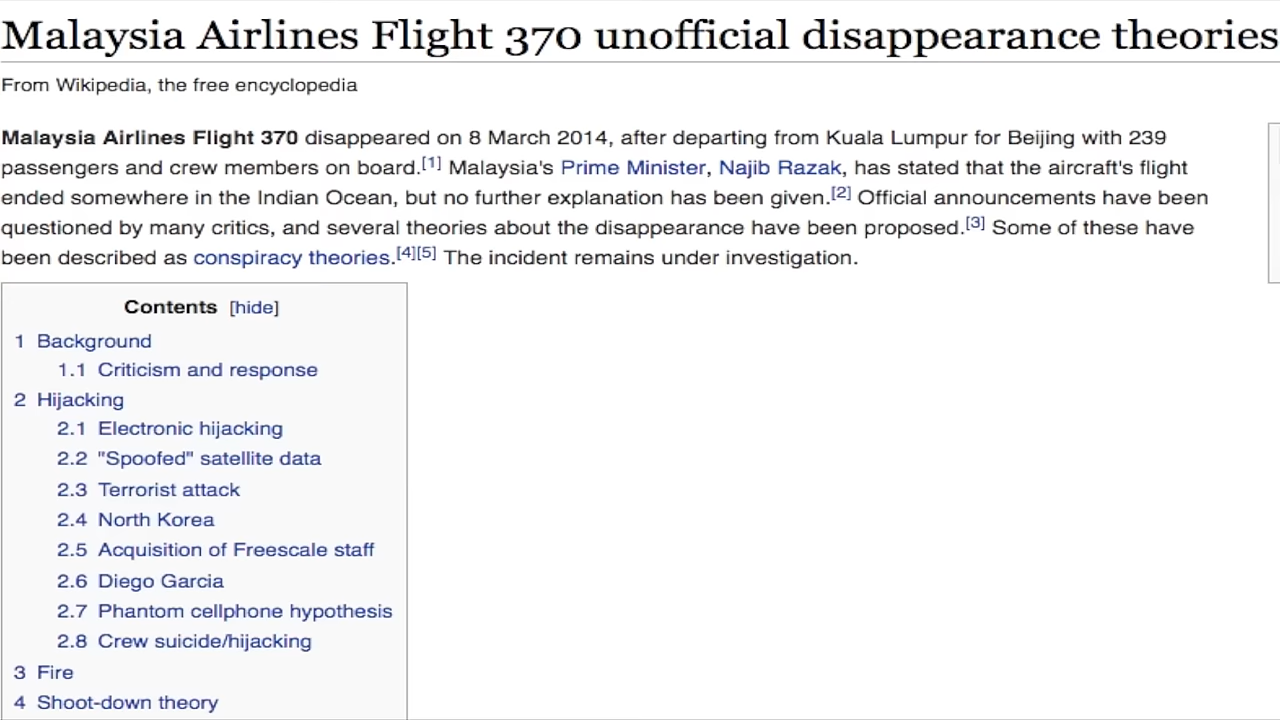 Malaysia Airlines Flight 370 unofficial disappearance theories
From Wikipedia, the free encyclopedia
Malaysia Airlines Flight 370 disappeared on 8 March 2014, after departing from Kuala Lumpur for Beijing with 239
passengers and crew members on board.[1] Malaysia's Prime Minister, Najib Razak, has stated that the aircraft's flight
ended somewhere in the Indian Ocean, but no further explanation has been given.[2] Official announcements have been
questioned by many critics, and several theories about the disappearance have been proposed.[3] Some of these have
been described as conspiracy theories.[4][5] The incident remains under investigation.
Contents [hide]
1 Background
1.1 Criticism and response
2 Hijacking
2.1 Electronic hijacking
2.2 "Spoofed" satellite data
2.3 Terrorist attack
2.4 North Korea
2.5 Acquisition of Freescale staff
2.6 Diego Garcia
2.7 Phantom cellphone hypothesis
2.8 Crew suicide/hijacking
3 Fire
4 Shoot-down theory